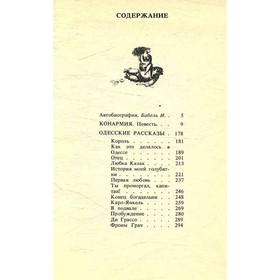 СОДЕРЖАНИЕ
Автобиография. Бабель И. . 5
КОНАРМИЯ. Повесть. . . 9
ОДЕССКИЕ РАССКАЗЫ . 178
Король . . . . . 181
Как это делалось в
Одессе . . . . . 189
Отец . . . . . 201
Любка Казак . . . 213
История моей голубят-
ни . . . . . . 221
Первая любовь . . . 237
Ты проморгал, капи-
тан! . . . . . 246
Конец богадельни . . 248
Карл-Янкель . . . 263
В подвале . . . . 269
Пробуждение . . . 280
Ди Грассо . . . . 289
Фроим Грач . . . 294